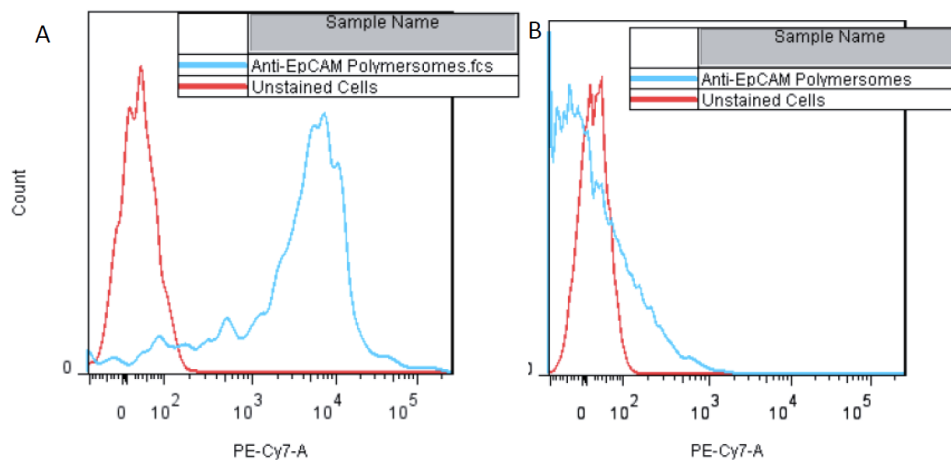 A
Sample Name
Anti-EpCAM Polymersomes.fcs
Unstained Cells
Count
0
0 10^2 10^3 10^4 10^5
PE-Cy7-A
B
Sample Name
Anti-EpCAM Polymersomes
Unstained Cells
0 10^2 10^3 10^4 10^5
PE-Cy7-A